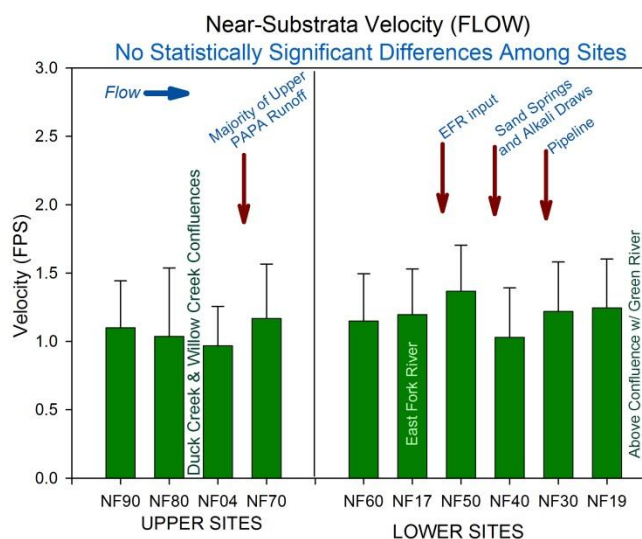 Near-Substrata Velocity (FLOW)
No Statistically Significant Differences Among Sites
Velocity (FPS)
3.0
2.5
2.0
1.5
1.0
0.5
0.0
Flow
Duck Creek & Willow Creek Confluences
Majority of Upper
PAPA Runoff
East Fork River
EFR input
Sand Springs
and Alkali Draws
Pipeline
Above Confluence w/ Green River
NF90 NF80 NF04 NF70 NF60 NF17 NF50 NF40 NF30 NF19
UPPER SITES LOWER SITES